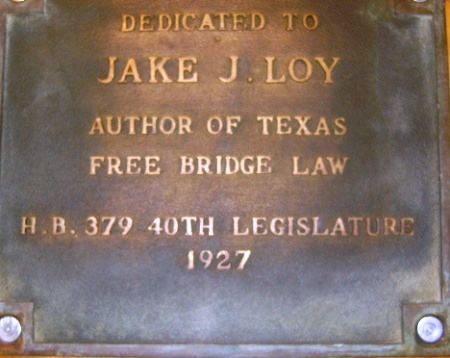 DEDICATED TO
JAKE J. LOY
AUTHOR OF TEXAS
FREE BRIDGE LAW
H.B. 379 40TH LEGISLATURE
1927